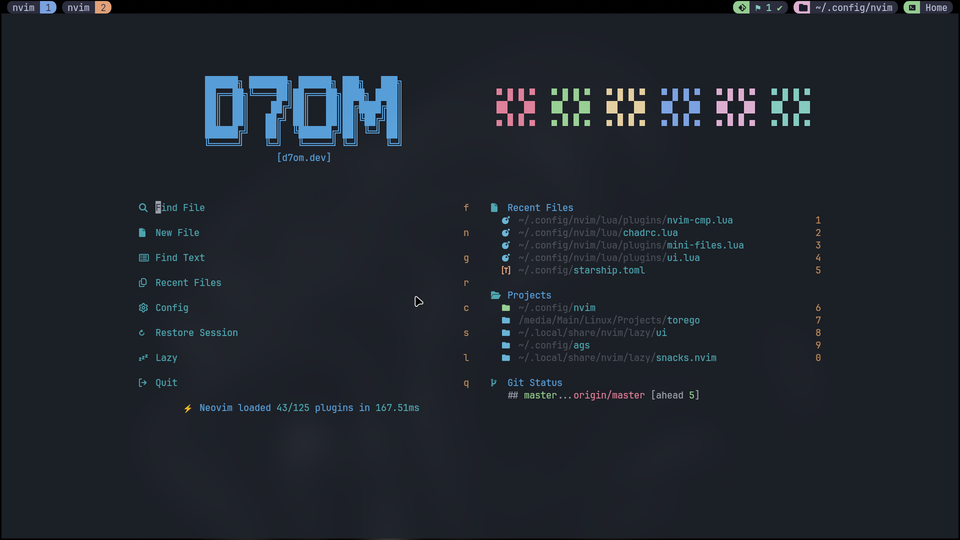 nvim 1 nvim 2 1 ✔ ~/.config/nvim Home
D7OM
[d7om.dev]
Find File f
New File n
Find Text g
Recent Files r
Config c
Restore Session s
Lazy l
Quit q
⚡ Neovim loaded 43/125 plugins in 167.51ms
Recent Files
~/.config/nvim/lua/plugins/nvim-cmp.lua 1
~/.config/nvim/lua/chadrc.lua 2
~/.config/nvim/lua/plugins/mini-files.lua 3
~/.config/nvim/lua/plugins/ui.lua 4
[T] ~/.config/starship.toml 5
Projects
~/.config/nvim 6
/media/Main/Linux/Projects/torego 7
~/.local/share/nvim/lazy/ui 8
~/.config/ags 9
~/.local/share/nvim/lazy/snacks.nvim 0
Git Status
## master...origin/master [ahead 5]